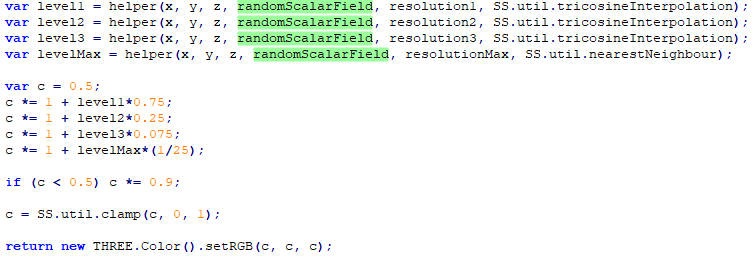 var level1 = helper(x, y, z, randomScalarField, resolution1, SS.util.tricosineInterpolation);
var level2 = helper(x, y, z, randomScalarField, resolution2, SS.util.tricosineInterpolation);
var level3 = helper(x, y, z, randomScalarField, resolution3, SS.util.tricosineInterpolation);
var levelMax = helper(x, y, z, randomScalarField, resolutionMax, SS.util.nearestNeighbour);
var c = 0.5;
c *= 1 + level1*0.75;
c *= 1 + level2*0.25;
c *= 1 + level3*0.075;
c *= 1 + levelMax*(1/25);
if (c < 0.5) c *= 0.9;
c = SS.util.clamp(c, 0, 1);
return new THREE.Color().setRGB(c, c, c);